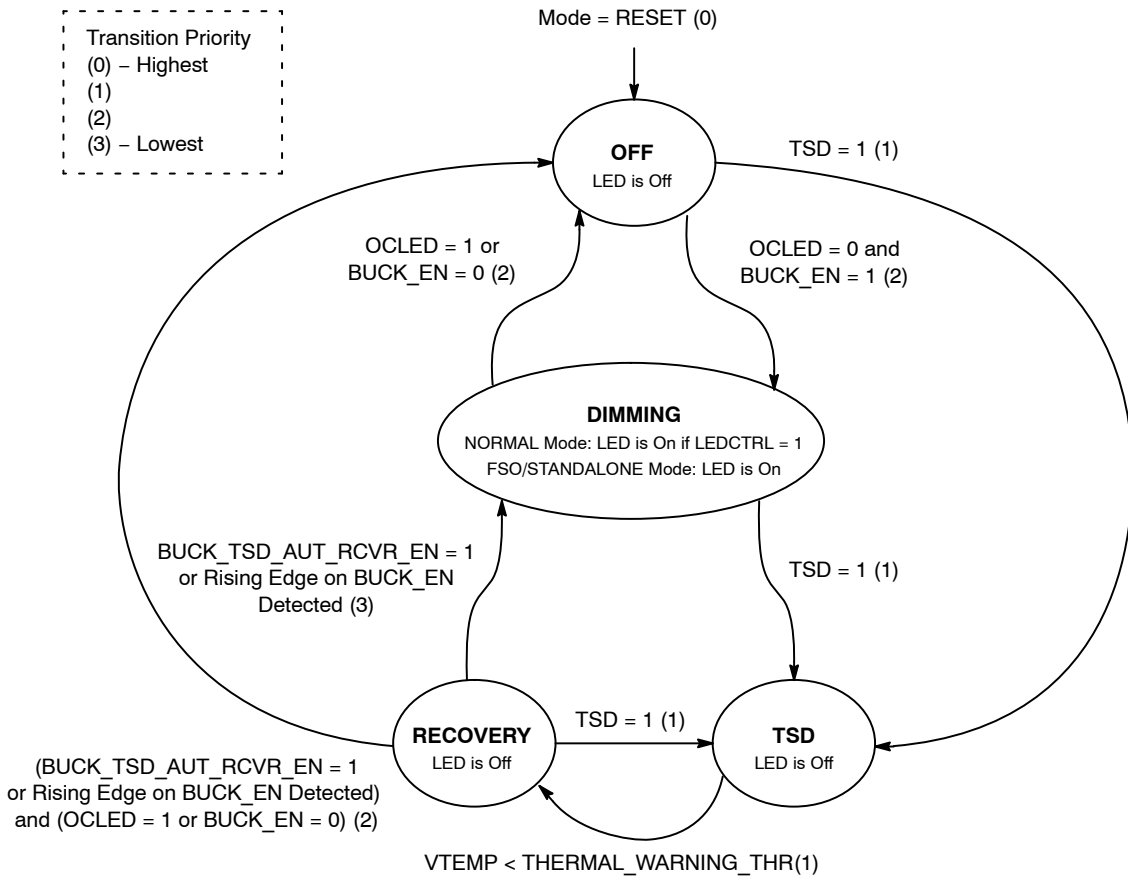 Mode = RESET (0)
Transition Priority
(0) – Highest
(1)
(2)
(3) – Lowest
OFF
LED is Off
TSD = 1 (1)
OCLED = 1 or
BUCK_EN = 0 (2)
OCLED = 0 and
BUCK_EN = 1 (2)
DIMMING
NORMAL Mode: LED is On if LEDCTRL = 1
FSO/STANDALONE Mode: LED is On
BUCK_TSD_AUT_RCVR_EN = 1
or Rising Edge on BUCK_EN
Detected (3)
TSD = 1 (1)
RECOVERY
LED is Off
TSD = 1 (1)
TSD
LED is Off
(BUCK_TSD_AUT_RCVR_EN = 1
or Rising Edge on BUCK_EN Detected)
and (OCLED = 1 or BUCK_EN = 0) (2)
VTEMP < THERMAL_WARNING_THR(1)